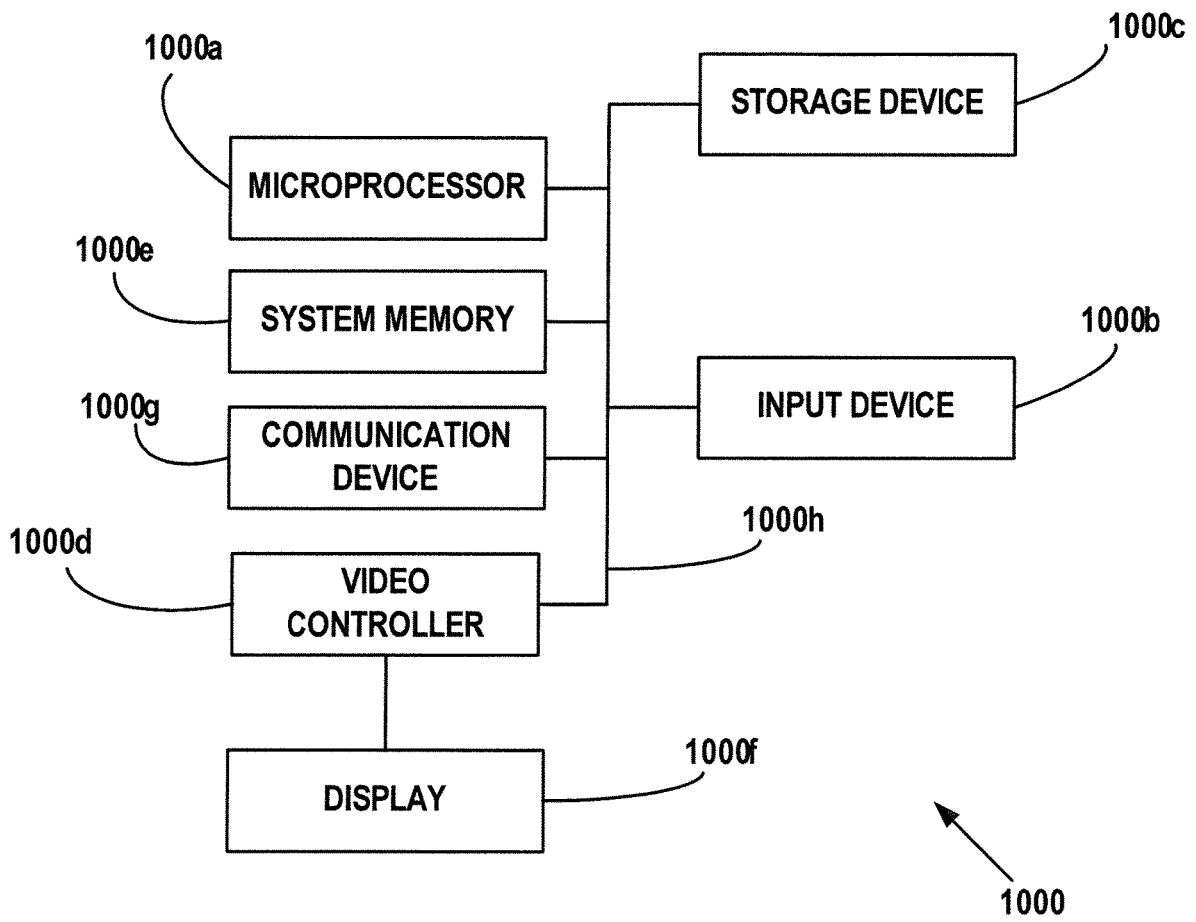 1000a
1000c
STORAGE DEVICE
MICROPROCESSOR
1000e
SYSTEM MEMORY
1000b
INPUT DEVICE
1000g
COMMUNICATION
DEVICE
1000h
1000d
VIDEO
CONTROLLER
1000f
DISPLAY
1000